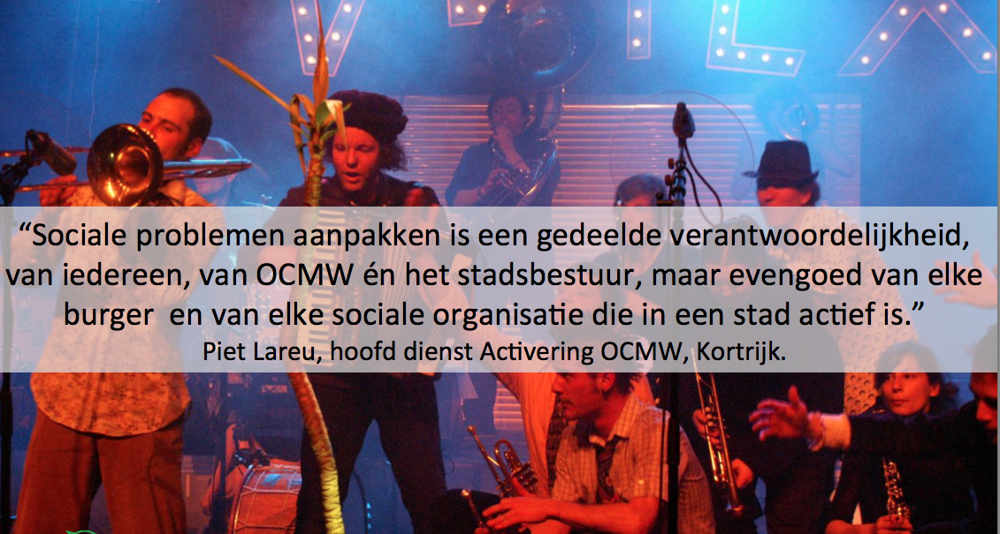 “Sociale problemen aanpakken is een gedeelde verantwoordelijkheid,
van iedereen, van OCMW én het stadsbestuur, maar evengoed van elke
burger  en van elke sociale organisatie die in een stad actief is.”
Piet Lareu, hoofd dienst Activering OCMW, Kortrijk.